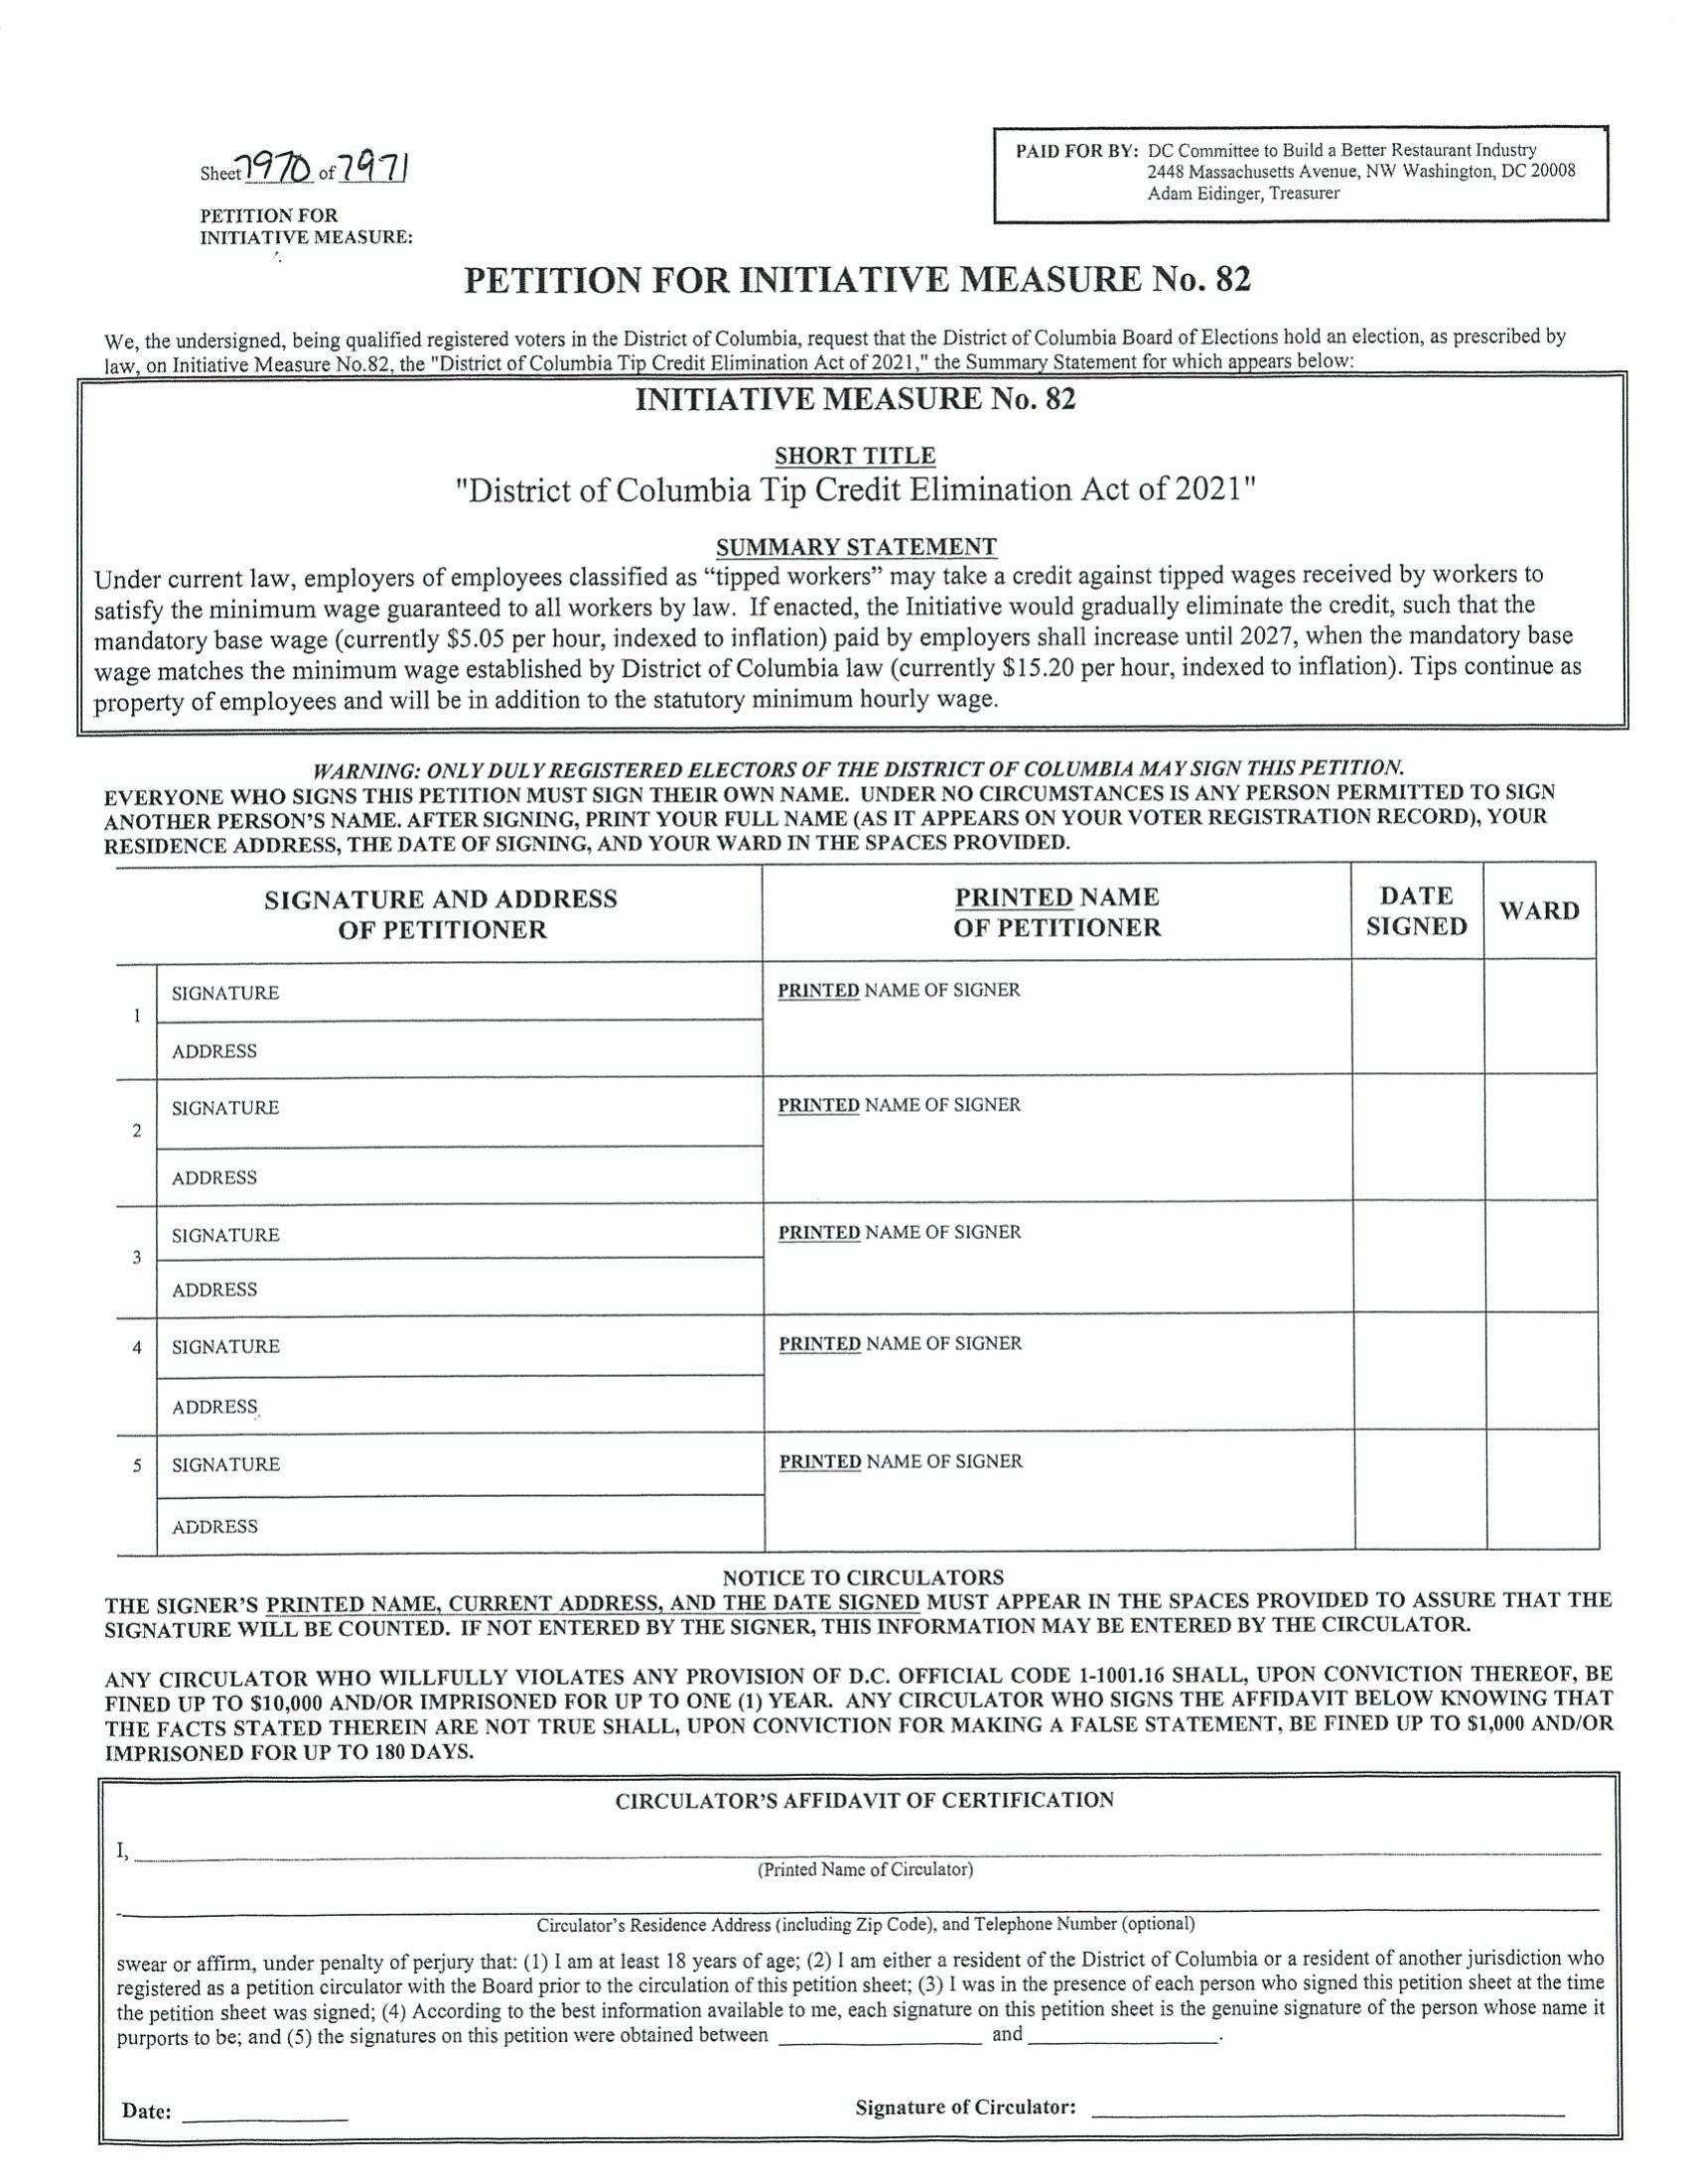 Sheet 7970 of 7971
PAID FOR BY: DC Committee to Build a Better Restaurant Industry
2448 Massachusetts Avenue, NW Washington, DC 20008
Adam Eidinger, Treasurer
PETITION FOR
INITIATIVE MEASURE:
PETITION FOR INITIATIVE MEASURE No. 82
We, the undersigned, being qualified registered voters in the District of Columbia, request that the District of Columbia Board of Elections hold an election, as prescribed by
law, on Initiative Measure No.82, the "District of Columbia Tip Credit Elimination Act of 2021," the Summary Statement for which appears below:
INITIATIVE MEASURE No. 82
SHORT TITLE
"District of Columbia Tip Credit Elimination Act of 2021"
SUMMARY STATEMENT
Under current law, employers of employees classified as “tipped workers” may take a credit against tipped wages received by workers to
satisfy the minimum wage guaranteed to all workers by law. If enacted, the Initiative would gradually eliminate the credit, such that the
mandatory base wage (currently $5.05 per hour, indexed to inflation) paid by employers shall increase until 2027, when the mandatory base
wage matches the minimum wage established by District of Columbia law (currently $15.20 per hour, indexed to inflation). Tips continue as
property of employees and will be in addition to the statutory minimum hourly wage.
WARNING: ONLY DULY REGISTERED ELECTORS OF THE DISTRICT OF COLUMBIA MAY SIGN THIS PETITION.
EVERYONE WHO SIGNS THIS PETITION MUST SIGN THEIR OWN NAME. UNDER NO CIRCUMSTANCES IS ANY PERSON PERMITTED TO SIGN
ANOTHER PERSON’S NAME. AFTER SIGNING, PRINT YOUR FULL NAME (AS IT APPEARS ON YOUR VOTER REGISTRATION RECORD), YOUR
RESIDENCE ADDRESS, THE DATE OF SIGNING, AND YOUR WARD IN THE SPACES PROVIDED.
SIGNATURE AND ADDRESS
OF PETITIONER
PRINTED NAME
OF PETITIONER
DATE
SIGNED
WARD
1
SIGNATURE
PRINTED NAME OF SIGNER
ADDRESS
2
SIGNATURE
PRINTED NAME OF SIGNER
ADDRESS
3
SIGNATURE
PRINTED NAME OF SIGNER
ADDRESS
4
SIGNATURE
PRINTED NAME OF SIGNER
ADDRESS
5
SIGNATURE
PRINTED NAME OF SIGNER
ADDRESS
NOTICE TO CIRCULATORS
THE SIGNER’S PRINTED NAME, CURRENT ADDRESS, AND THE DATE SIGNED MUST APPEAR IN THE SPACES PROVIDED TO ASSURE THAT THE
SIGNATURE WILL BE COUNTED. IF NOT ENTERED BY THE SIGNER, THIS INFORMATION MAY BE ENTERED BY THE CIRCULATOR.
ANY CIRCULATOR WHO WILLFULLY VIOLATES ANY PROVISION OF D.C. OFFICIAL CODE 1-1001.16 SHALL, UPON CONVICTION THEREOF, BE
FINED UP TO $10,000 AND/OR IMPRISONED FOR UP TO ONE (1) YEAR. ANY CIRCULATOR WHO SIGNS THE AFFIDAVIT BELOW KNOWING THAT
THE FACTS STATED THEREIN ARE NOT TRUE SHALL, UPON CONVICTION FOR MAKING A FALSE STATEMENT, BE FINED UP TO $1,000 AND/OR
IMPRISONED FOR UP TO 180 DAYS.
CIRCULATOR’S AFFIDAVIT OF CERTIFICATION
I,
(Printed Name of Circulator)
Circulator’s Residence Address (including Zip Code), and Telephone Number (optional)
swear or affirm, under penalty of perjury that: (1) I am at least 18 years of age; (2) I am either a resident of the District of Columbia or a resident of another jurisdiction who
registered as a petition circulator with the Board prior to the circulation of this petition sheet; (3) I was in the presence of each person who signed this petition sheet at the time
the petition sheet was signed; (4) According to the best information available to me, each signature on this petition sheet is the genuine signature of the person whose name it
purports to be; and (5) the signatures on this petition were obtained between ____________ and ____________.
Date: ____________ Signature of Circulator: ____________